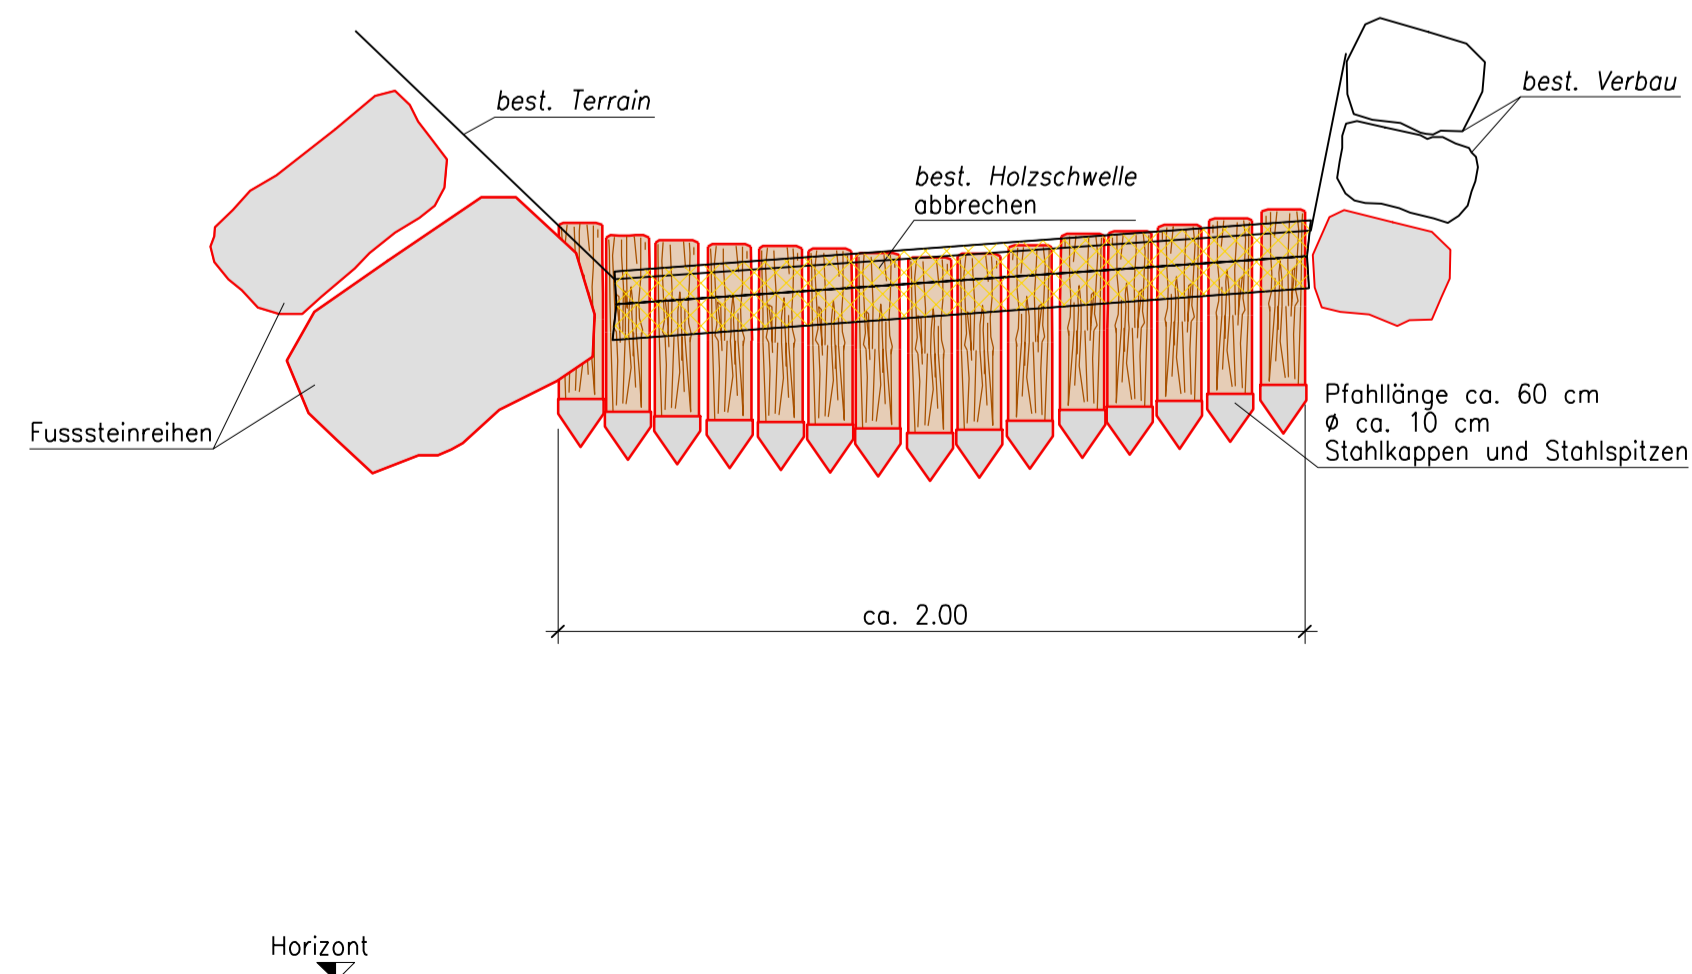 best. Terrain
best. Verbau
best. Holzschwelle
abbrechen
Pfahllänge ca. 60 cm
ø ca. 10 cm
Stahlkappen und Stahlspitzen
Fusssteinreihen
ca. 2.00
Horizont